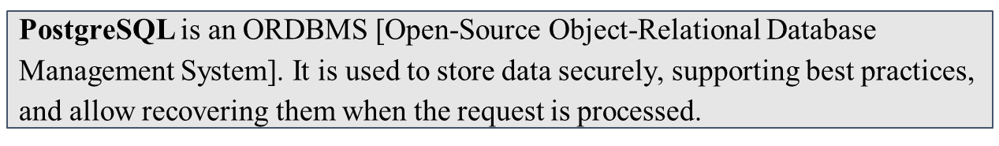 PostgreSQL is an ORDBMS [Open-Source Object-Relational Database
Management System]. It is used to store data securely, supporting best practices,
and allow recovering them when the request is processed.